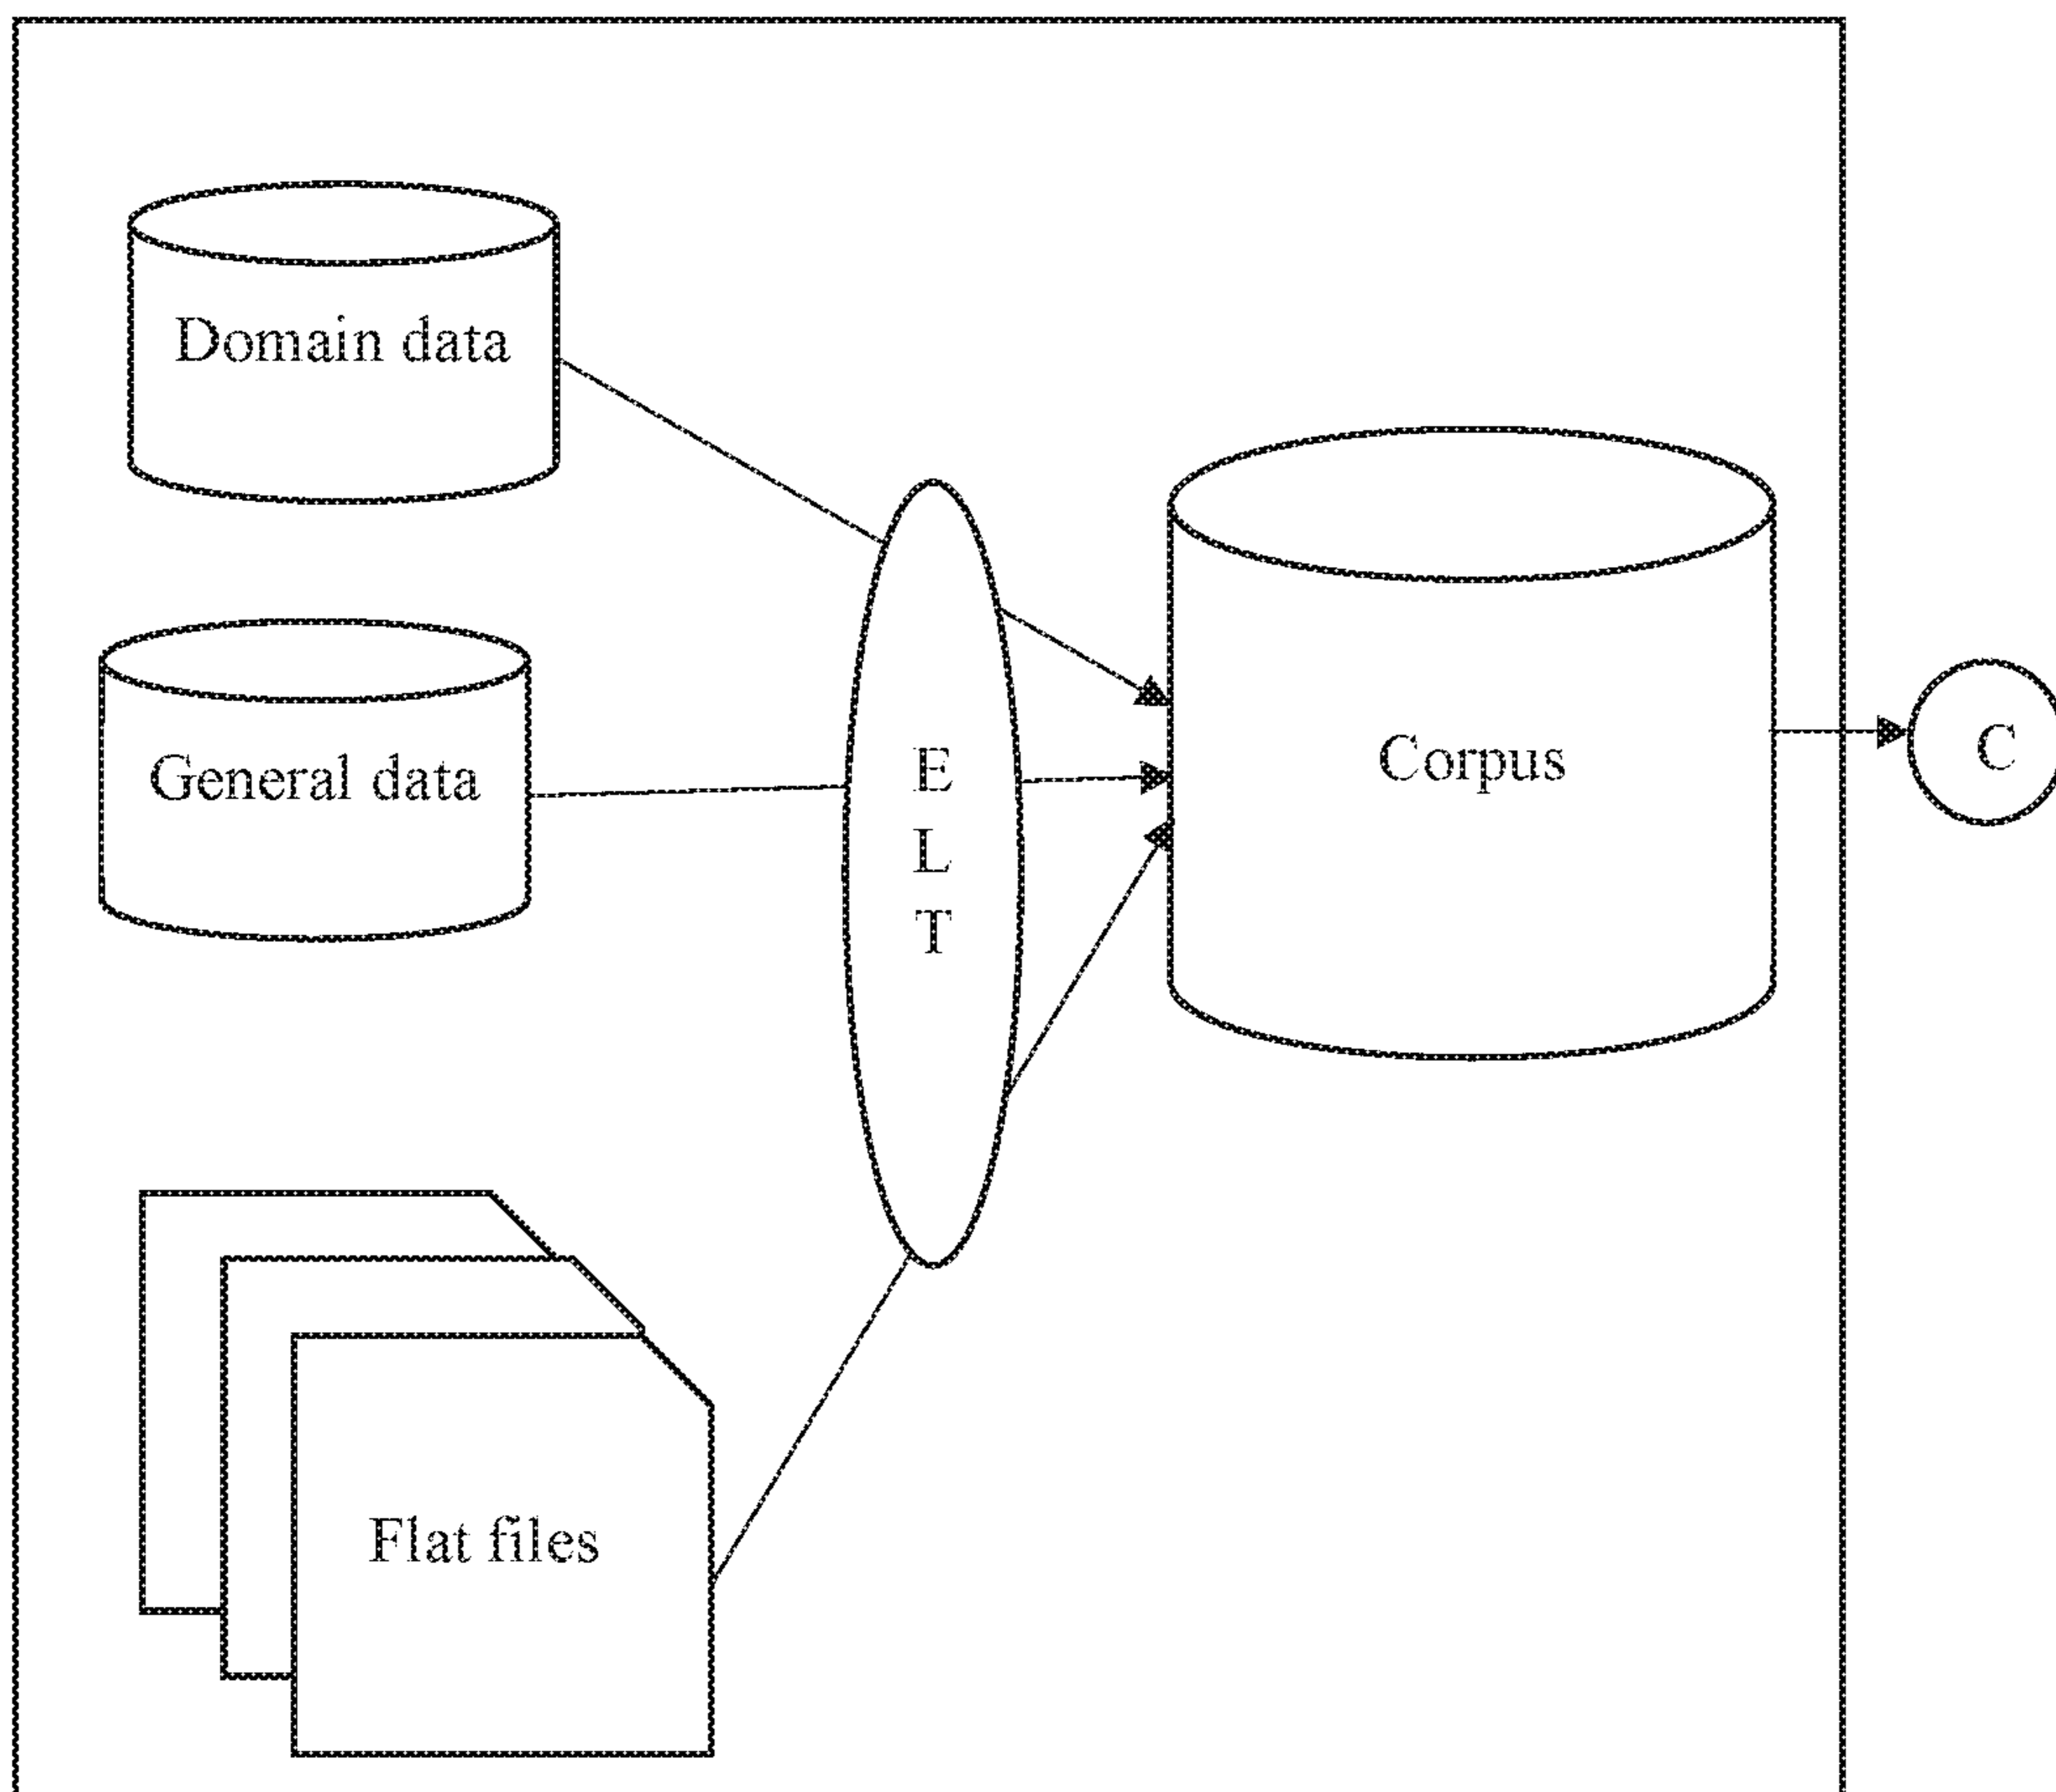 Domain data
General data
E
L
T
Corpus
C
Flat files